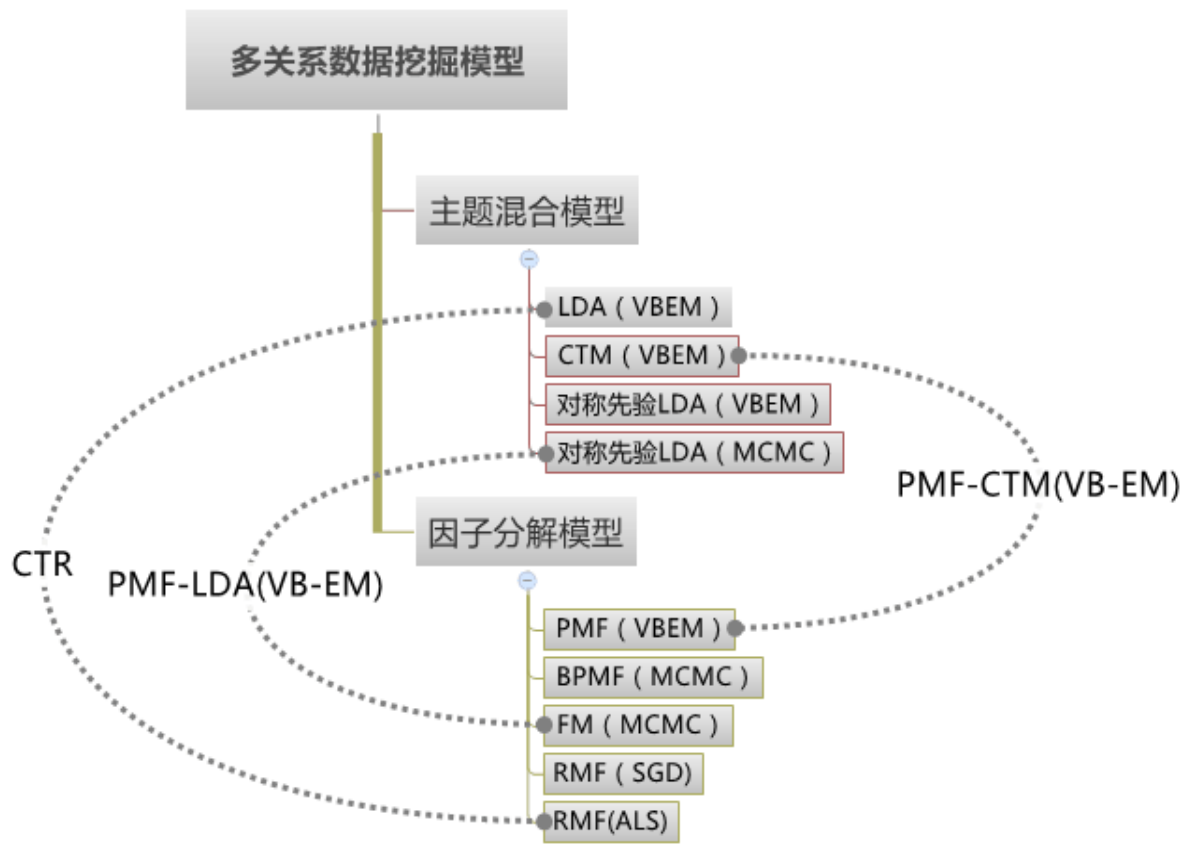 多关系数据挖掘模型
主题混合模型
LDA（VBEM）
CTM（VBEM）
对称先验LDA（VBEM）
对称先验LDA（MCMC）
PMF-CTM(VB-EM)
因子分解模型
CTR
PMF-LDA(VB-EM)
PMF（VBEM）
BPMF（MCMC）
FM（MCMC）
RMF（SGD)
RMF(ALS)